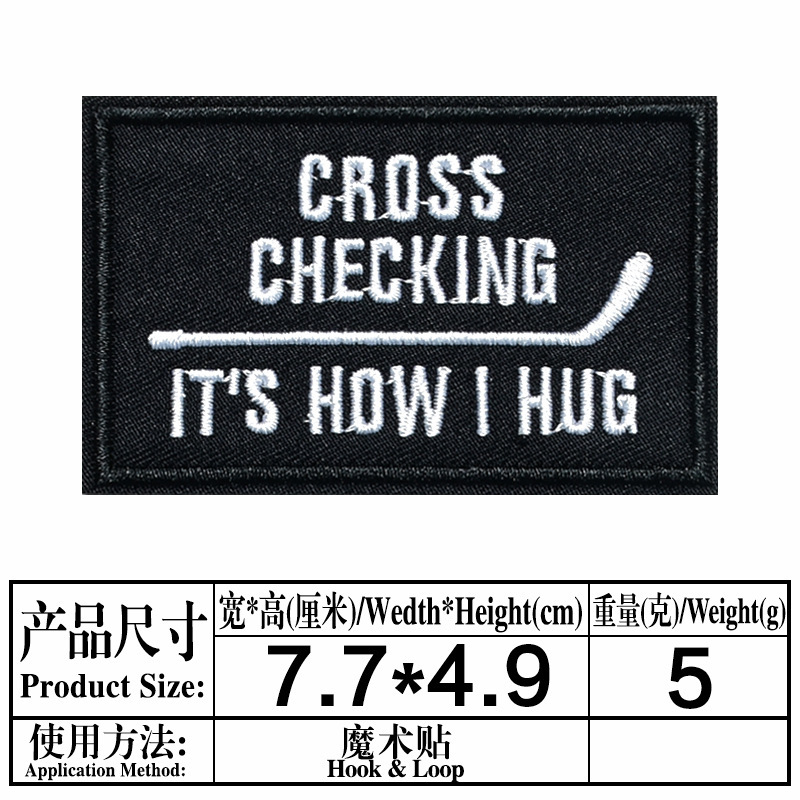 CROSS
CHECKING
IT'S HOW I HUG
产品尺寸
Product Size:
宽*高(厘米)/Wedth*Height(cm)
重量(克)/Weight(g)
7.7*4.9
5
使用方法:
Application Method:
魔术贴
Hook & Loop